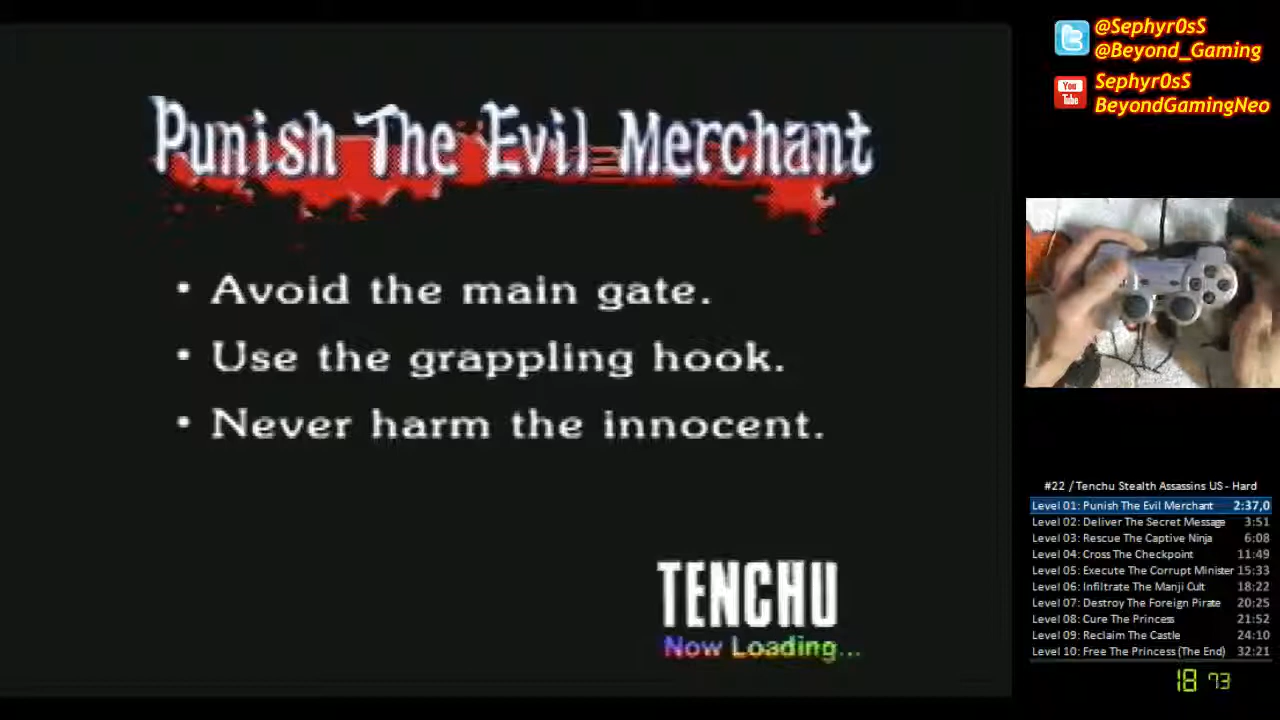 @Sephyr0sS
@Beyond_Gaming
You
Tube
Sephyr0sS
BeyondGamingNeo
Punish The Evil Merchant
• Avoid the main gate.
• Use the grappling hook.
• Never harm the innocent.
TENCHU
Now Loading...
#22 / Tenchu Stealth Assassins US - Hard
Level 01: Punish The Evil Merchant 2:37,0
Level 02: Deliver The Secret Message 3:51
Level 03: Rescue The Captive Ninja 6:08
Level 04: Cross The Checkpoint 11:49
Level 05: Execute The Corrupt Minister 15:33
Level 06: Infiltrate The Manji Cult 18:22
Level 07: Destroy The Foreign Pirate 20:25
Level 08: Cure The Princess 21:52
Level 09: Reclaim The Castle 24:10
Level 10: Free The Princess (The End) 32:21
18 73